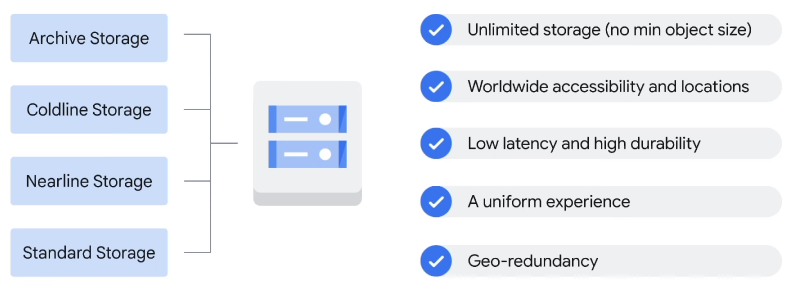 Archive Storage
Coldline Storage
Nearline Storage
Standard Storage
Unlimited storage (no min object size)
Worldwide accessibility and locations
Low latency and high durability
A uniform experience
Geo-redundancy